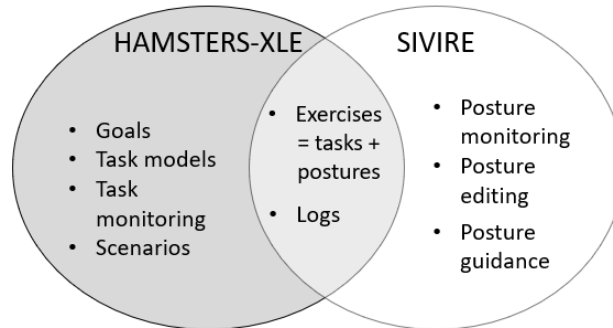 HAMSTERS-XLE
SIVIRE
• Goals
• Task models
• Task
monitoring
• Scenarios
• Exercises
= tasks +
postures
• Logs
• Posture
monitoring
• Posture
editing
• Posture
guidance